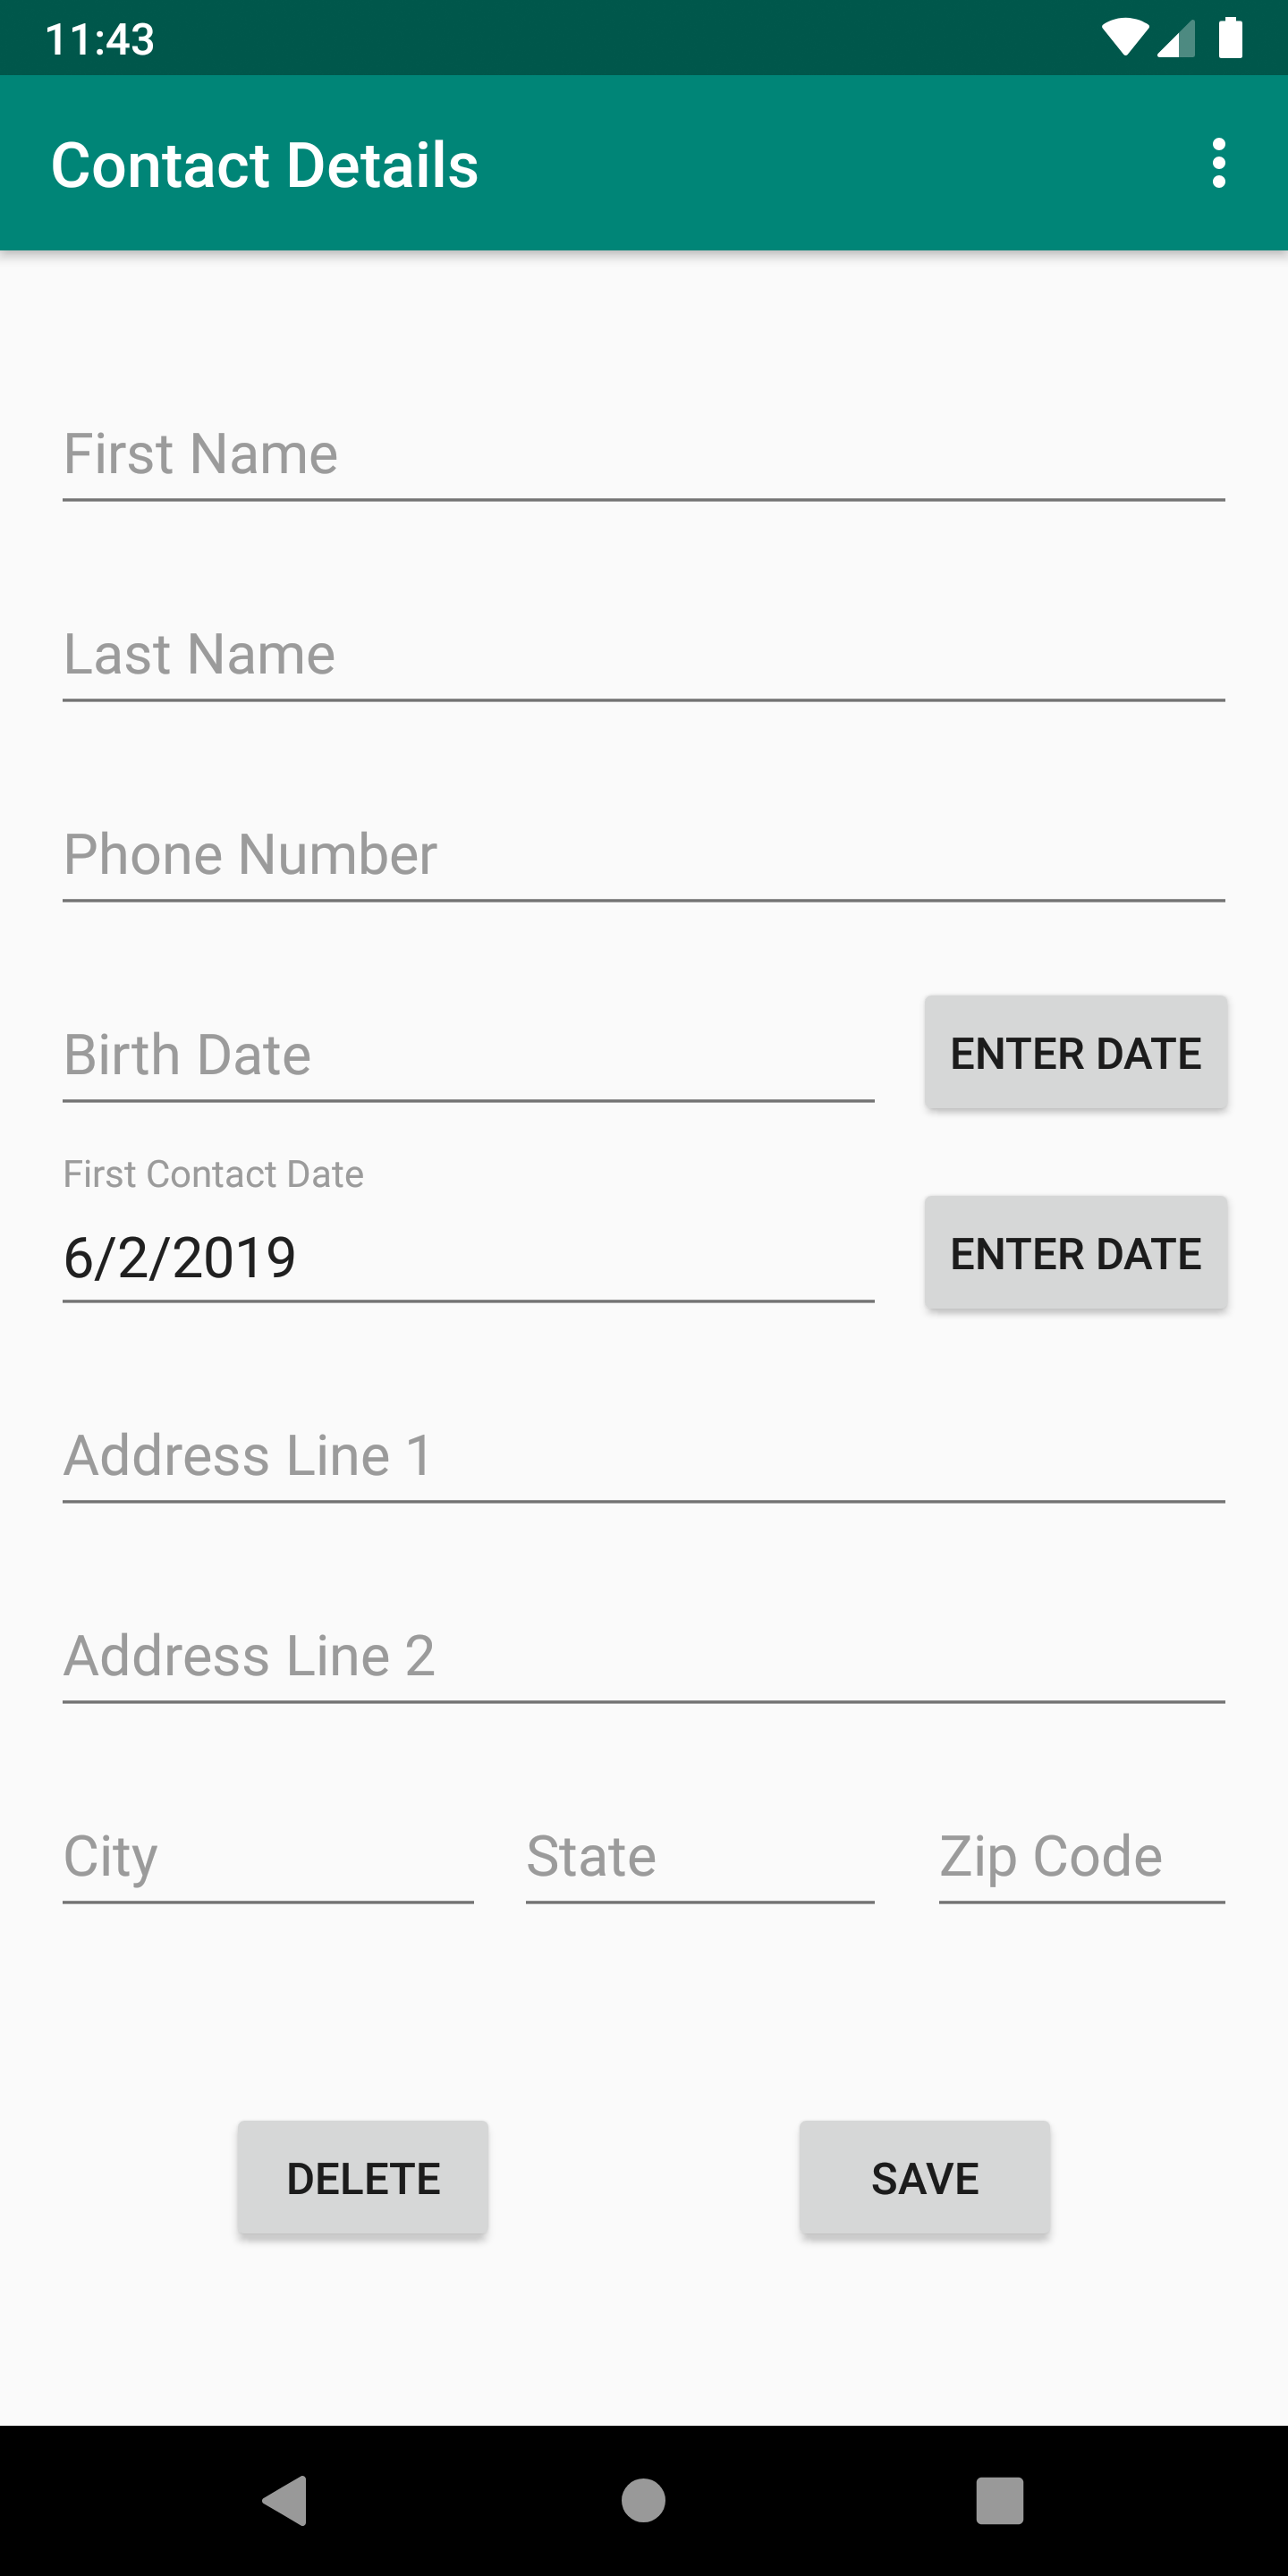 11:43
Contact Details
First Name
Last Name
Phone Number
Birth Date
ENTER DATE
First Contact Date
6/2/2019
ENTER DATE
Address Line 1
Address Line 2
City State Zip Code
DELETE SAVE